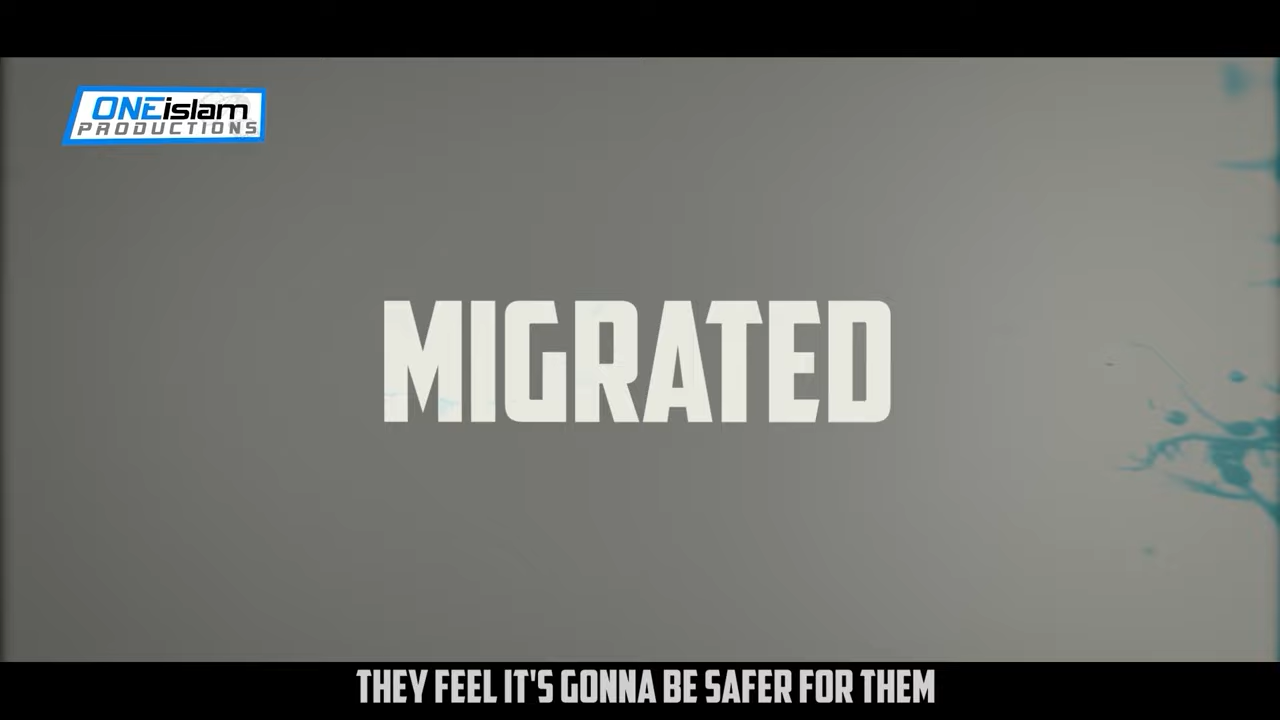 ONEislam
PRODUCTIONS
MIGRATED
THEY FEEL IT'S GONNA BE SAFER FOR THEM